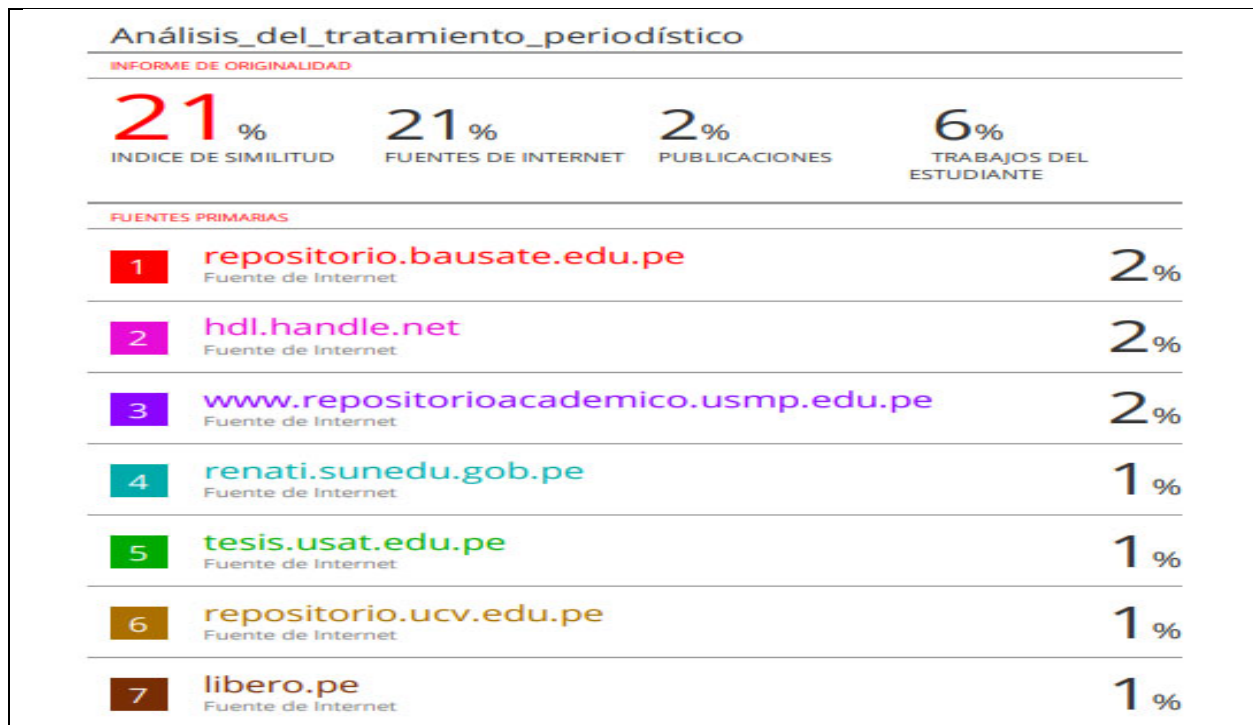 Análisis_del_tratamiento_periodístico
INFORME DE ORIGINALIDAD
21 % 21% 2% 6%
INDICE DE SIMILITUD FUENTES DE INTERNET PUBLICACIONES TRABAJOS DEL
ESTUDIANTE
FUENTES PRIMARIAS
1 repositorio.bausate.edu.pe 2%
Fuente de Internet
2 hdl.handle.net 2%
Fuente de Internet
3 www.repositorioacademico.usmp.edu.pe 2%
Fuente de Internet
4 renati.sunedu.gob.pe 1%
Fuente de Internet
5 tesis.usat.edu.pe 1%
Fuente de Internet
6 repositorio.ucv.edu.pe 1%
Fuente de Internet
7 libero.pe 1%
Fuente de Internet